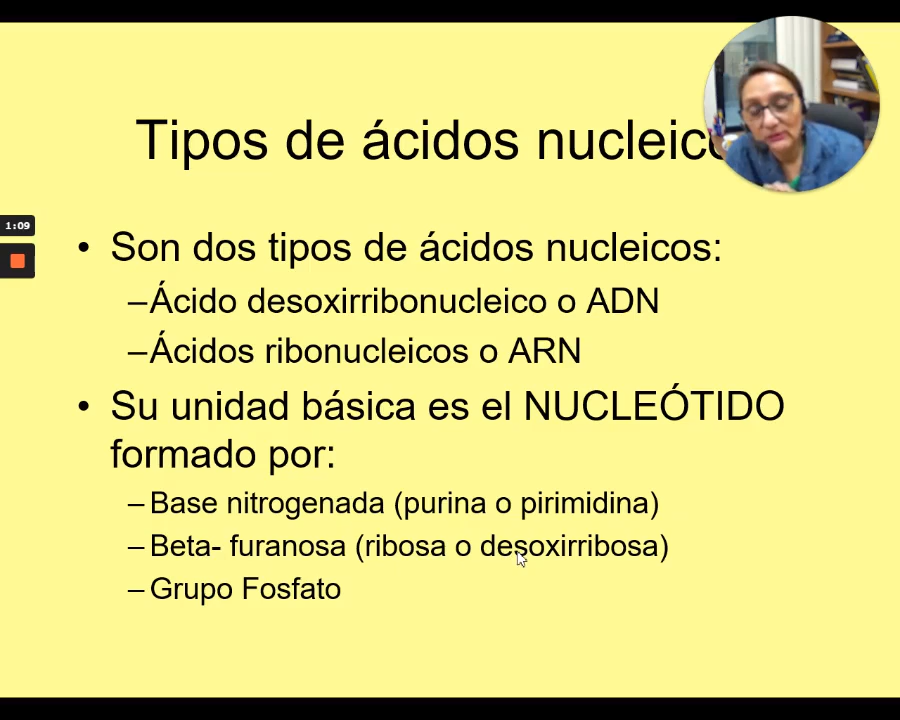 Tipos de ácidos nucleic
1:09
• Son dos tipos de ácidos nucleicos:
–Ácido desoxirribonucleico o ADN
–Ácidos ribonucleicos o ARN
• Su unidad básica es el NUCLEÓTIDO
formado por:
– Base nitrogenada (purina o pirimidina)
– Beta- furanosa (ribosa o desoxirribosa)
– Grupo Fosfato